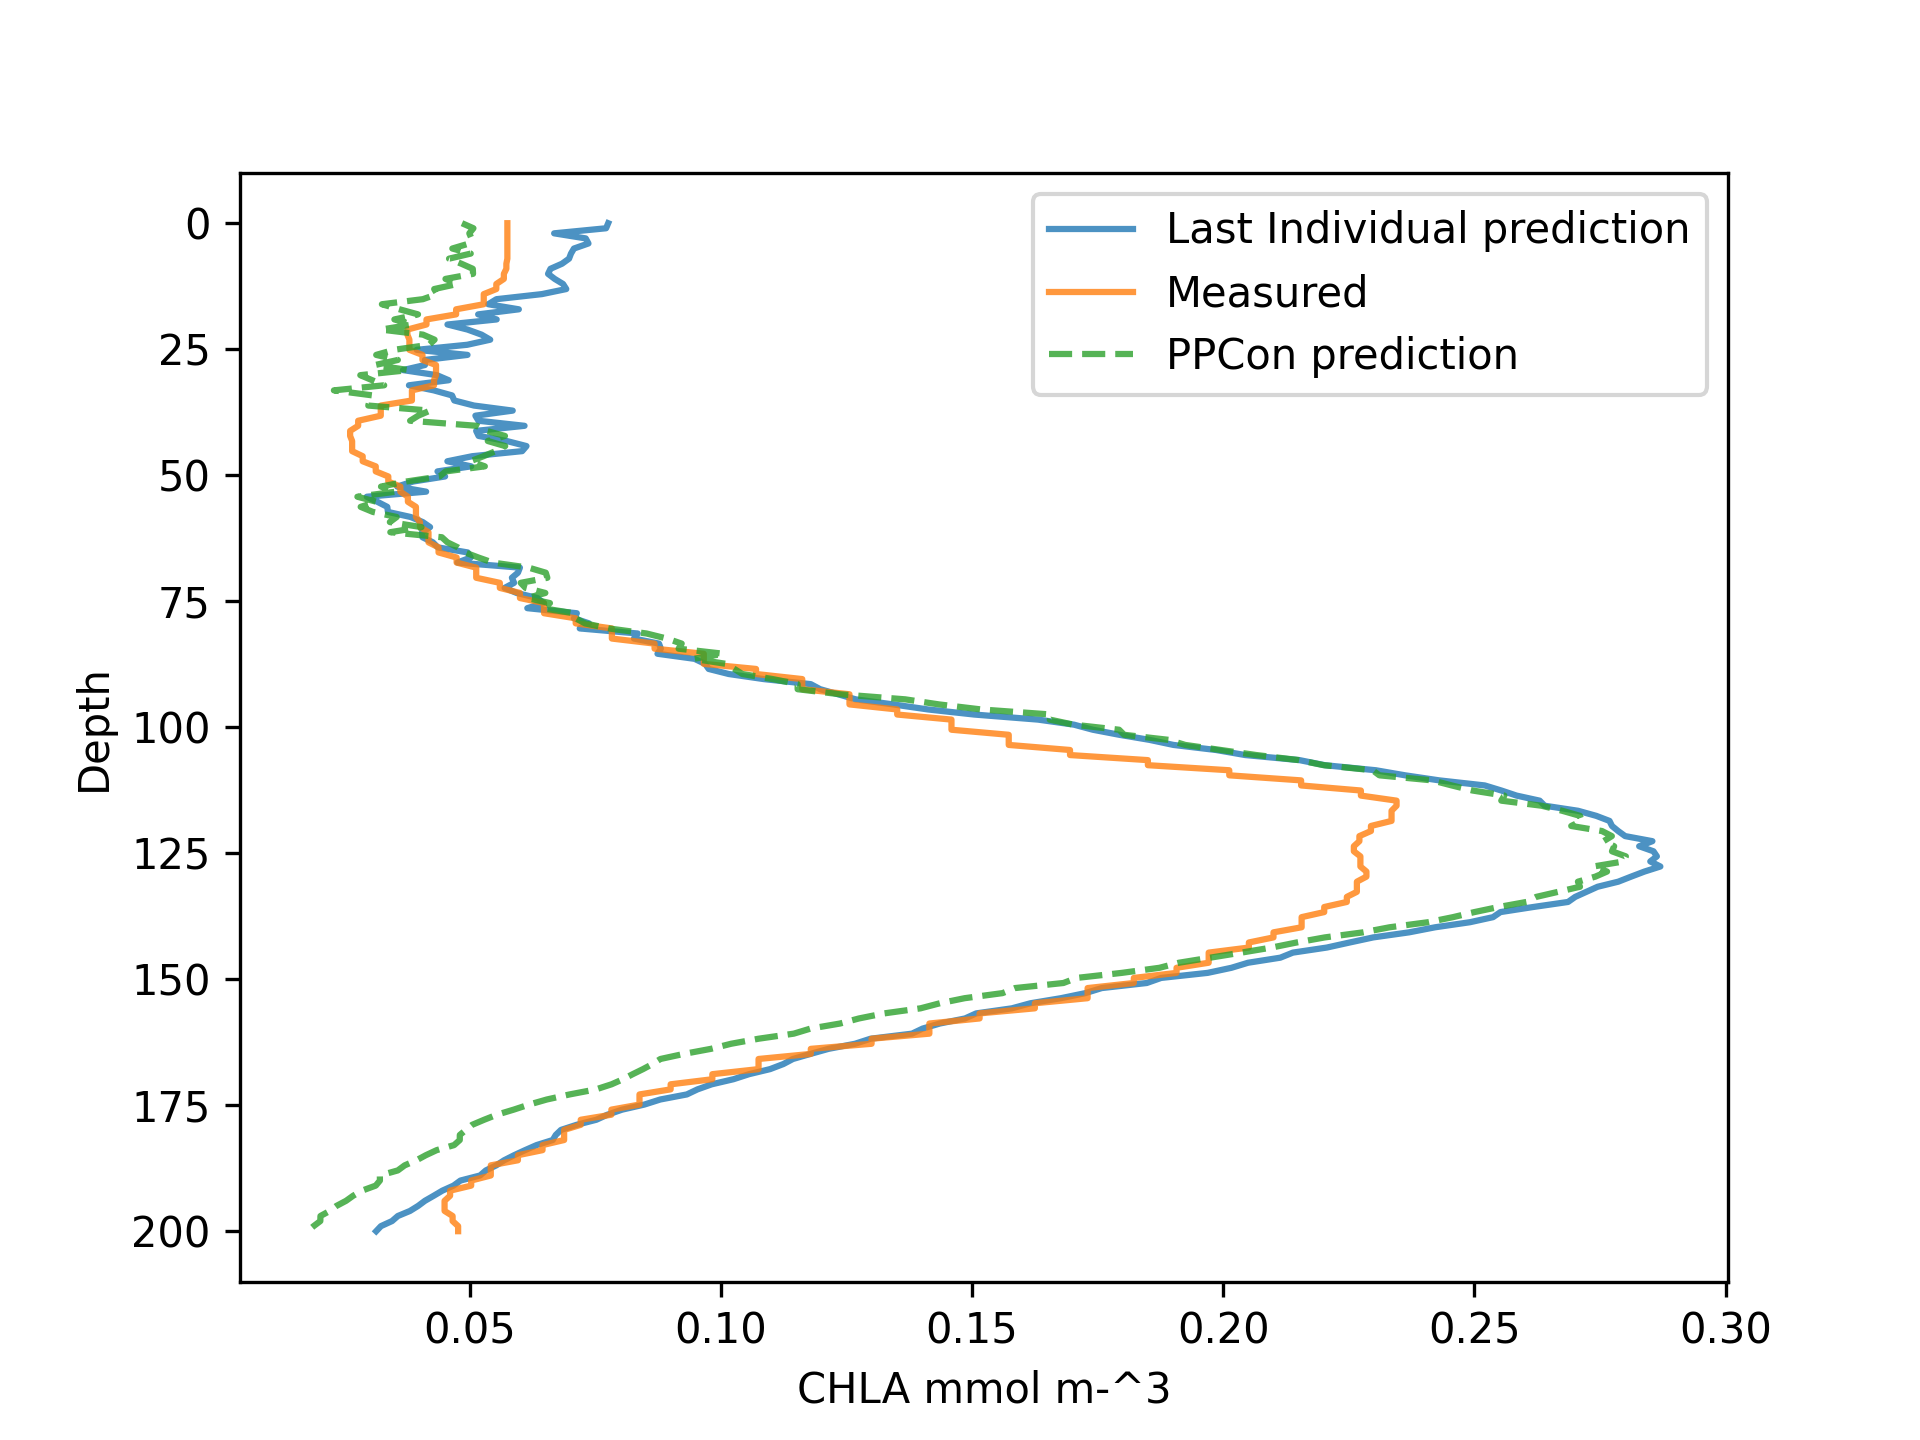 Last Individual prediction
Measured
PPCon prediction
0
25
50
75
100
125
150
175
200
Depth
0.05 0.10 0.15 0.20 0.25 0.30
CHLA mmol m-^3